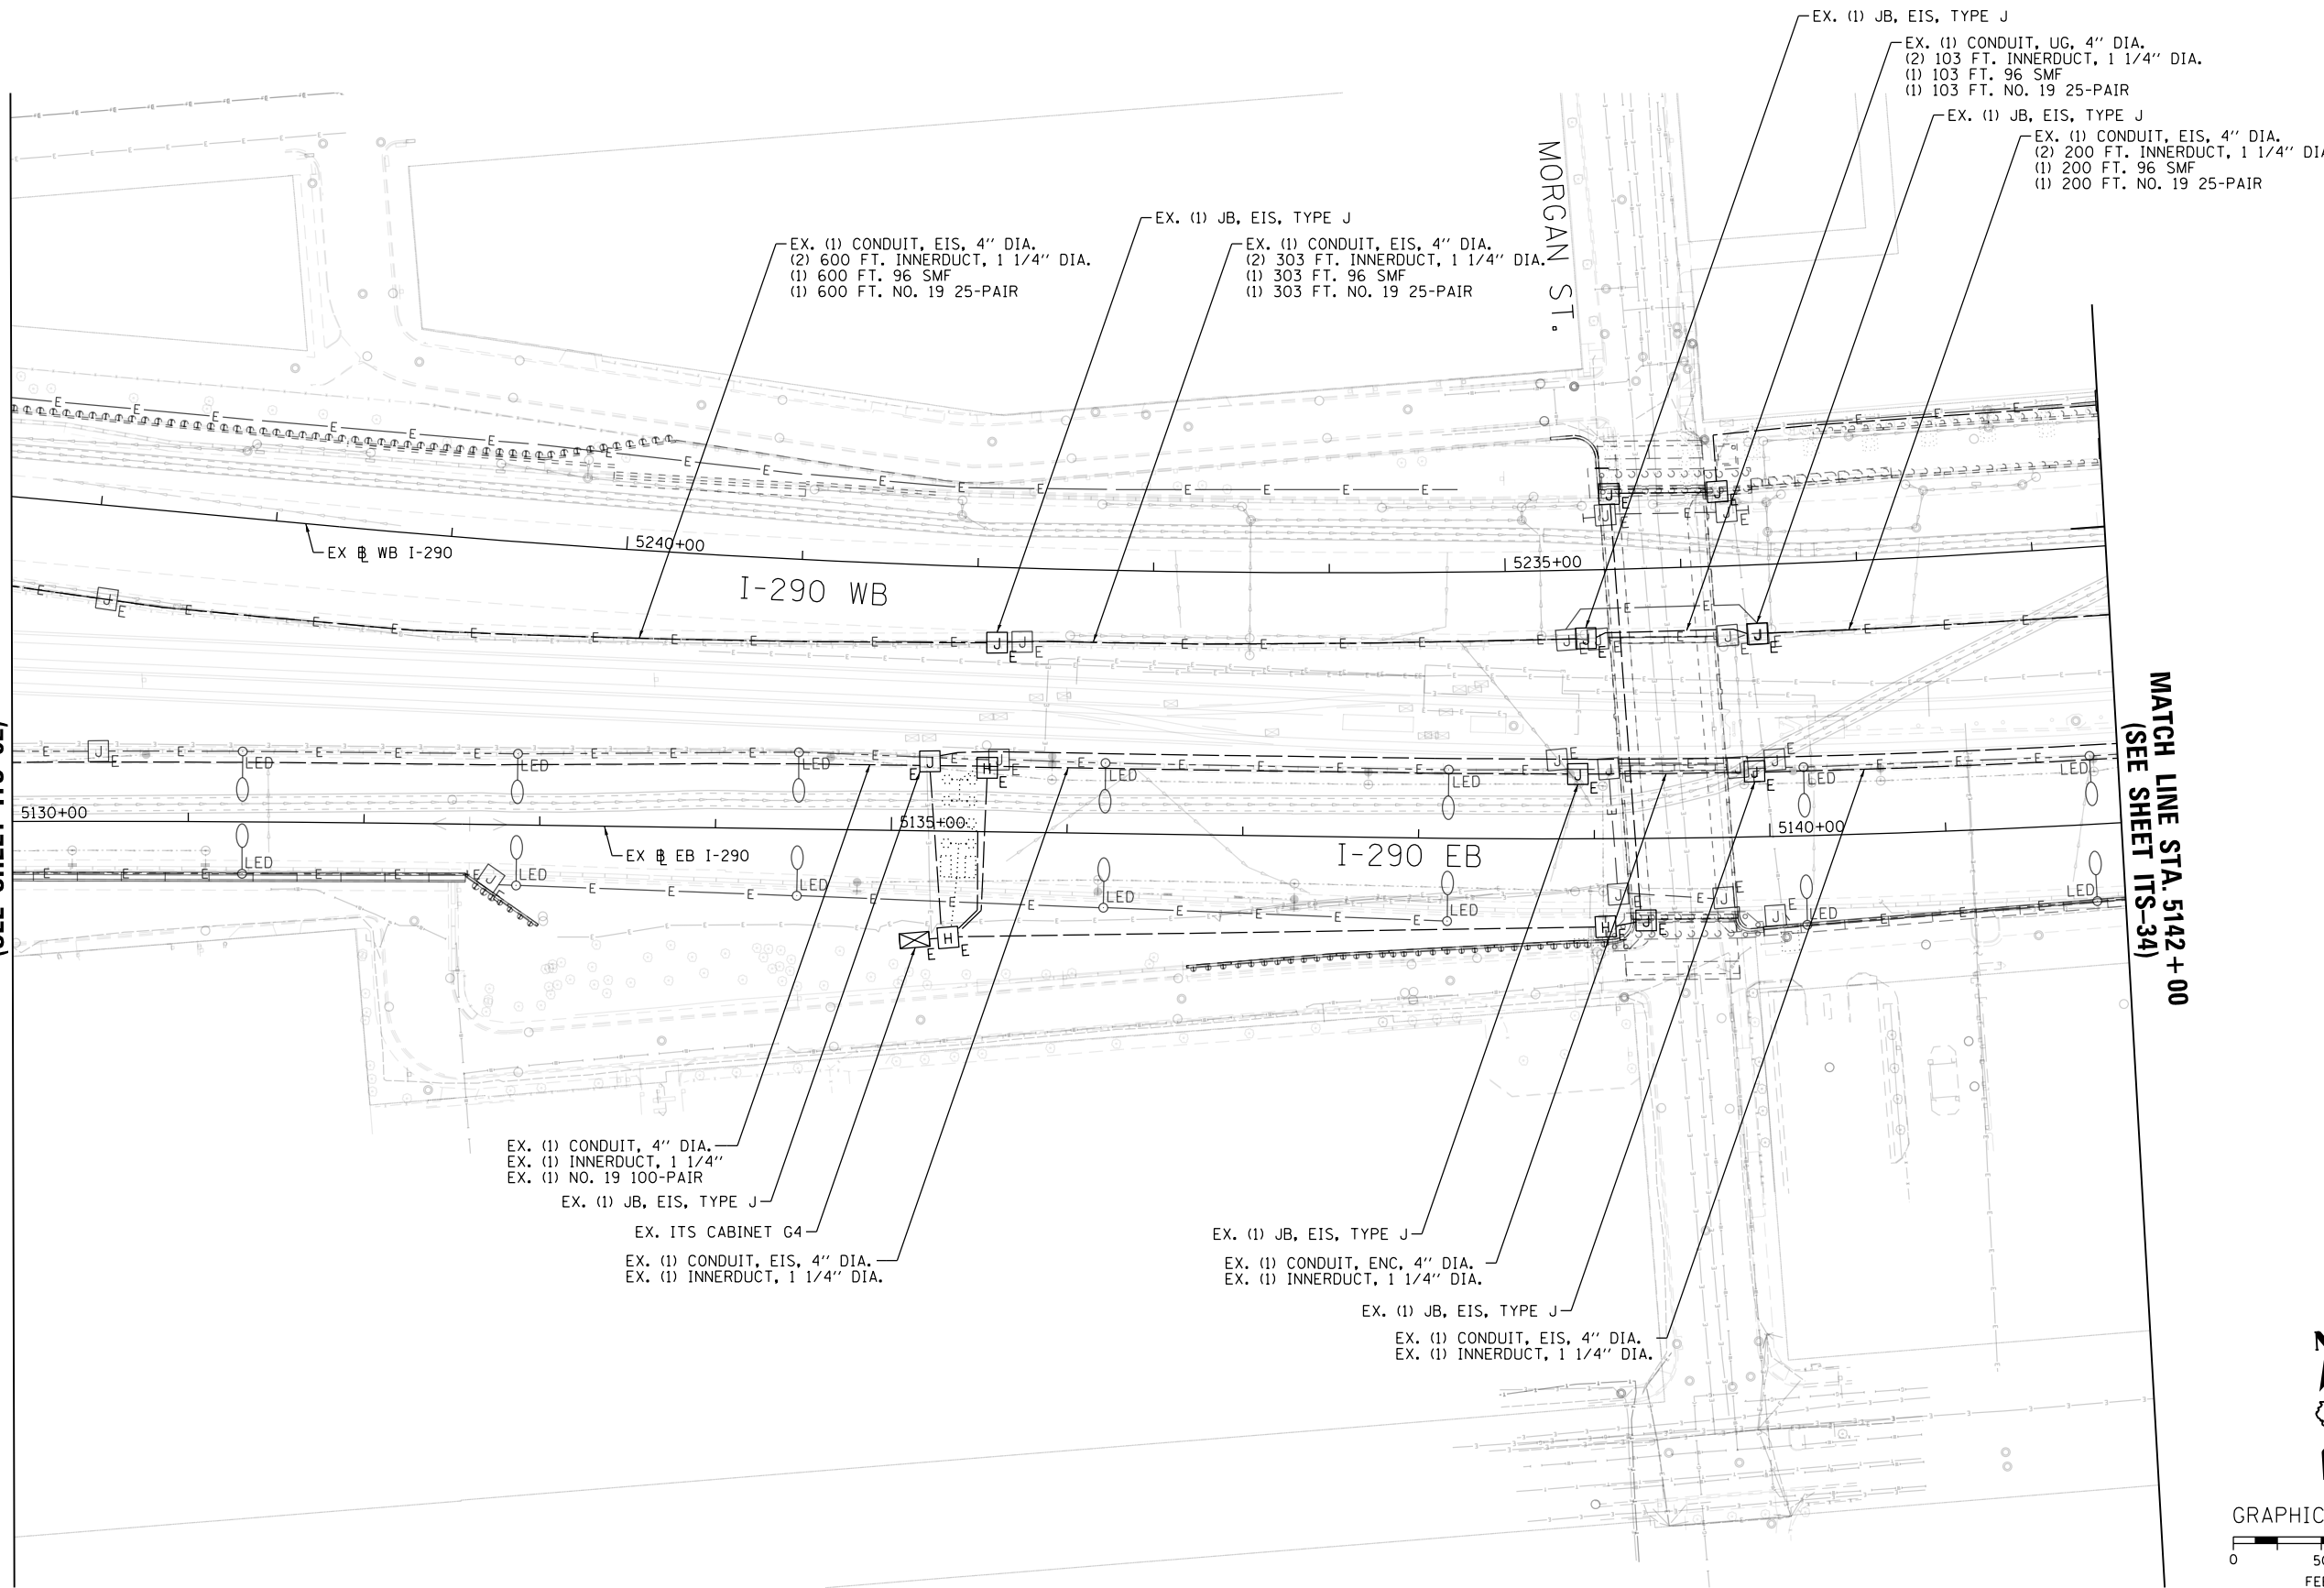 EX. (1) JB, EIS, TYPE J
EX. (1) CONDUIT, UG, 4" DIA.
(2) 103 FT. INNERDUCT, 1 1/4" DIA.
(1) 103 FT. 96 SMF
(1) 103 FT. NO. 19 25-PAIR
EX. (1) JB, EIS, TYPE J
EX. (1) CONDUIT, EIS, 4" DIA.
(2) 200 FT. INNERDUCT, 1 1/4"
(1) 200 FT. 96 SMF
(1) 200 FT. NO. 19 25-PAIR
MORGAN ST.
EX. (1) JB, EIS, TYPE J
EX. (1) CONDUIT, EIS, 4" DIA.
(2) 600 FT. INNERDUCT, 1 1/4" DIA.
(1) 600 FT. 96 SMF
(1) 600 FT. NO. 19 25-PAIR
EX. (1) CONDUIT, EIS, 4" DIA.
(2) 303 FT. INNERDUCT, 1 1/4" DIA.
(1) 303 FT. 96 SMF
(1) 303 FT. NO. 19 25-PAIR
EX BL WB I-290
5240+00
5235+00
I-290 WB
LED
LED
LED
LED
LED
LED
LED
5130+00
5135+00
5140+00
EX BL EB I-290
I-290 EB
LED
LED
LED
LED
LED
LED
LED
MATCH LINE STA. 5142+00
(SEE SHEET ITS-34)
EX. (1) CONDUIT, 4" DIA.
EX. (1) INNERDUCT, 1 1/4"
EX. (1) NO. 19 100-PAIR
EX. (1) JB, EIS, TYPE J
EX. ITS CABINET G4
EX. (1) CONDUIT, EIS, 4" DIA.
EX. (1) INNERDUCT, 1 1/4" DIA.
EX. (1) JB, EIS, TYPE J
EX. (1) CONDUIT, ENC, 4" DIA.
EX. (1) INNERDUCT, 1 1/4" DIA.
EX. (1) JB, EIS, TYPE J
EX. (1) CONDUIT, EIS, 4" DIA.
EX. (1) INNERDUCT, 1 1/4" DIA.
GRAPHIC
0